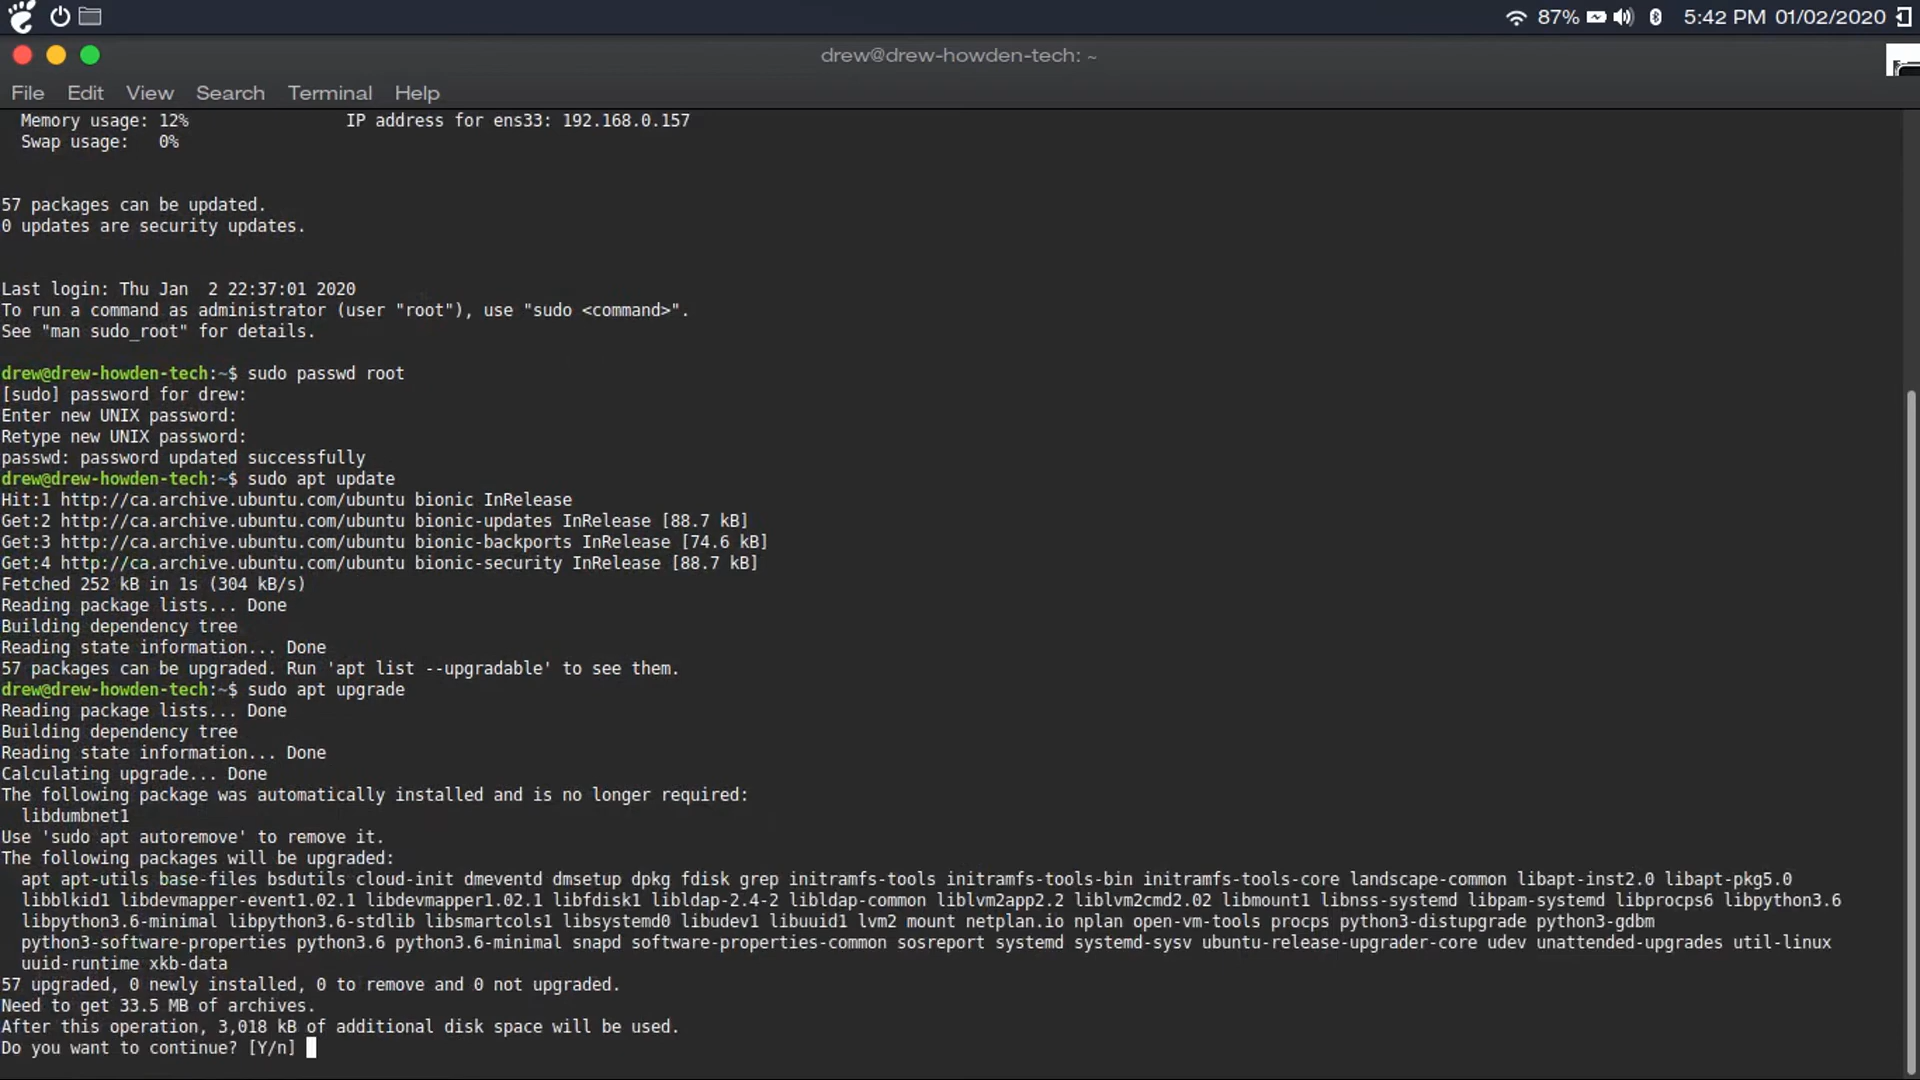 87%
5:42 PM 01/02/2020
drew@drew-howden-tech: ~
File Edit View Search Terminal Help
Memory usage: 12% IP address for ens33: 192.168.0.157
Swap usage: 0%
57 packages can be updated.
0 updates are security updates.
Last login: Thu Jan 2 22:37:01 2020
To run a command as administrator (user "root"), use "sudo <command>".
See "man sudo_root" for details.
drew@drew-howden-tech:~$ sudo passwd root
[sudo] password for drew:
Enter new UNIX password:
Retype new UNIX password:
passwd: password updated successfully
drew@drew-howden-tech:~$ sudo apt update
Hit:1 http://ca.archive.ubuntu.com/ubuntu bionic InRelease
Get:2 http://ca.archive.ubuntu.com/ubuntu bionic-updates InRelease [88.7 kB]
Get:3 http://ca.archive.ubuntu.com/ubuntu bionic-backports InRelease [74.6 kB]
Get:4 http://ca.archive.ubuntu.com/ubuntu bionic-security InRelease [88.7 kB]
Fetched 252 kB in 1s (304 kB/s)
Reading package lists... Done
Building dependency tree
Reading state information... Done
57 packages can be upgraded. Run 'apt list --upgradable' to see them.
drew@drew-howden-tech:~$ sudo apt upgrade
Reading package lists... Done
Building dependency tree
Reading state information... Done
Calculating upgrade... Done
The following package was automatically installed and is no longer required:
libdumbnet1
Use 'sudo apt autoremove' to remove it.
The following packages will be upgraded:
apt apt-utils base-files bsdutils cloud-init dmeventd dmsetup dpkg fdisk grep initramfs-tools initramfs-tools-bin initramfs-tools-core landscape-common libapt-inst2.0 libapt-pkg5.0
libblkid1 libdevmapper-event1.02.1 libdevmapper1.02.1 libfdisk1 libldap-2.4-2 libldap-common liblvm2app2.2 liblvm2cmd2.02 libmount1 libnss-systemd libpam-systemd libprocps6 libpython3.6
libpython3.6-minimal libpython3.6-stdlib libsmartcols1 libsystemd0 libudev1 libuuid1 lvm2 mount netplan.io nplan open-vm-tools procps python3-distupgrade python3-gdbm
python3-software-properties python3.6 python3.6-minimal snapd software-properties-common sosreport systemd systemd-sysv ubuntu-release-upgrader-core udev unattended-upgrades util-linux
uuid-runtime xkb-data
57 upgraded, 0 newly installed, 0 to remove and 0 not upgraded.
Need to get 33.5 MB of archives.
After this operation, 3,018 kB of additional disk space will be used.
Do you want to continue? [Y/n]